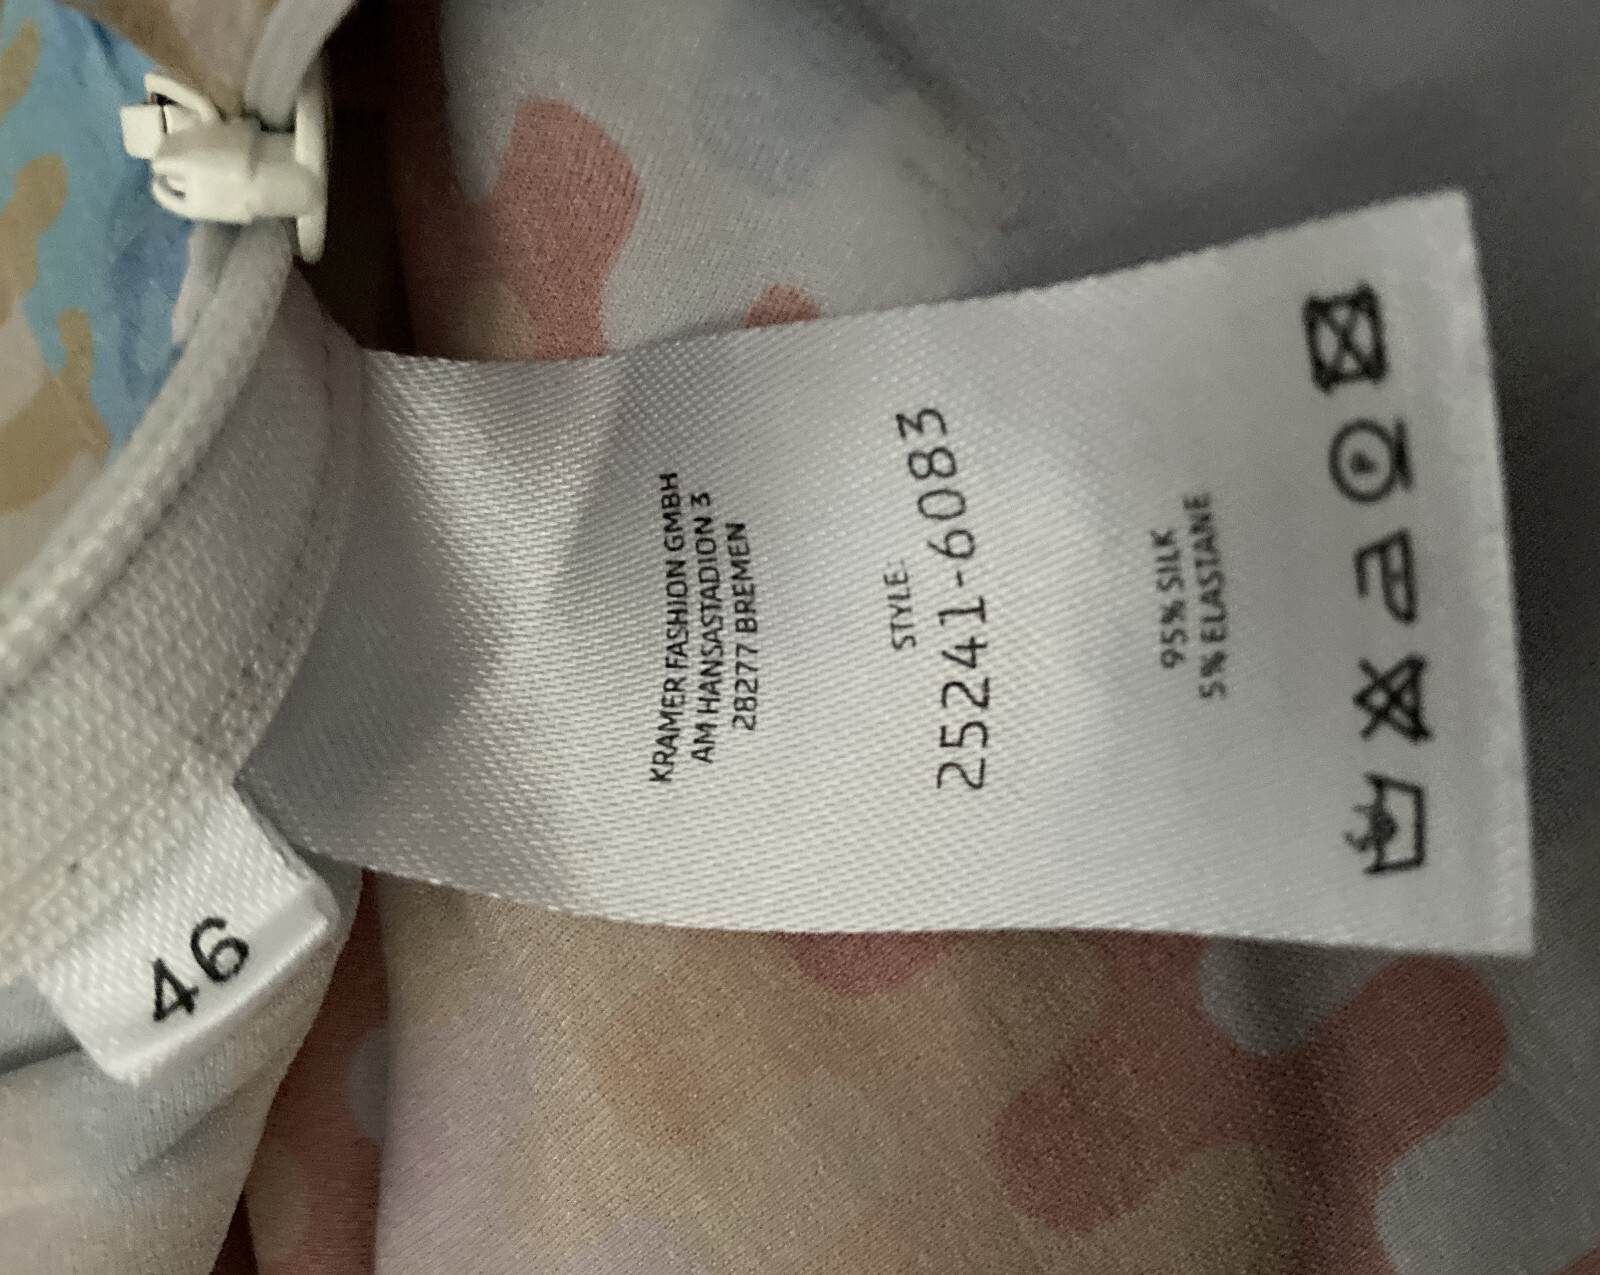 KRAMER FASHION GMBH
AM HANSASTADION 3
28277 BREMEN
STYLE:
25241-6083
95% SILK
5% ELASTANE
P
46